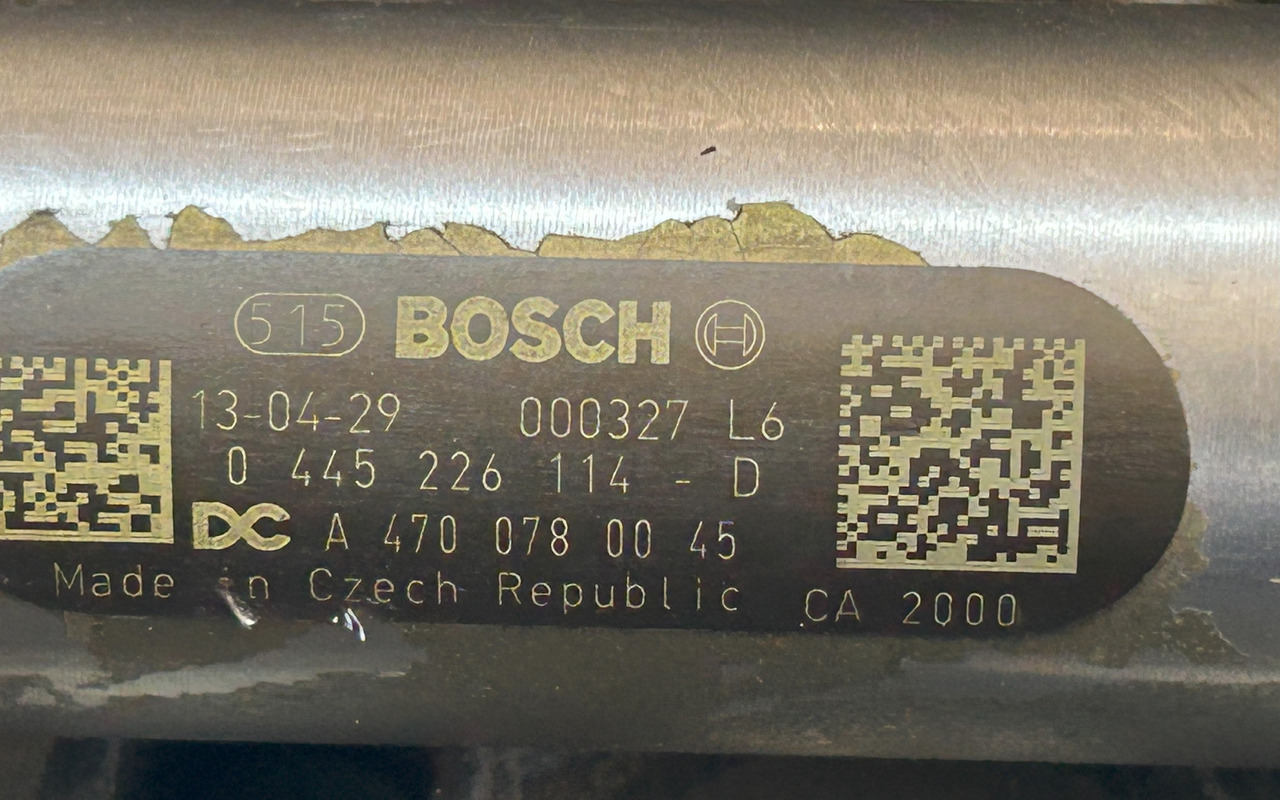 515 BOSCH
13-04-29 000327 L6
0 445 226 114 - D
DC A 470 078 00 45
Made in Czech Republic CA 2000